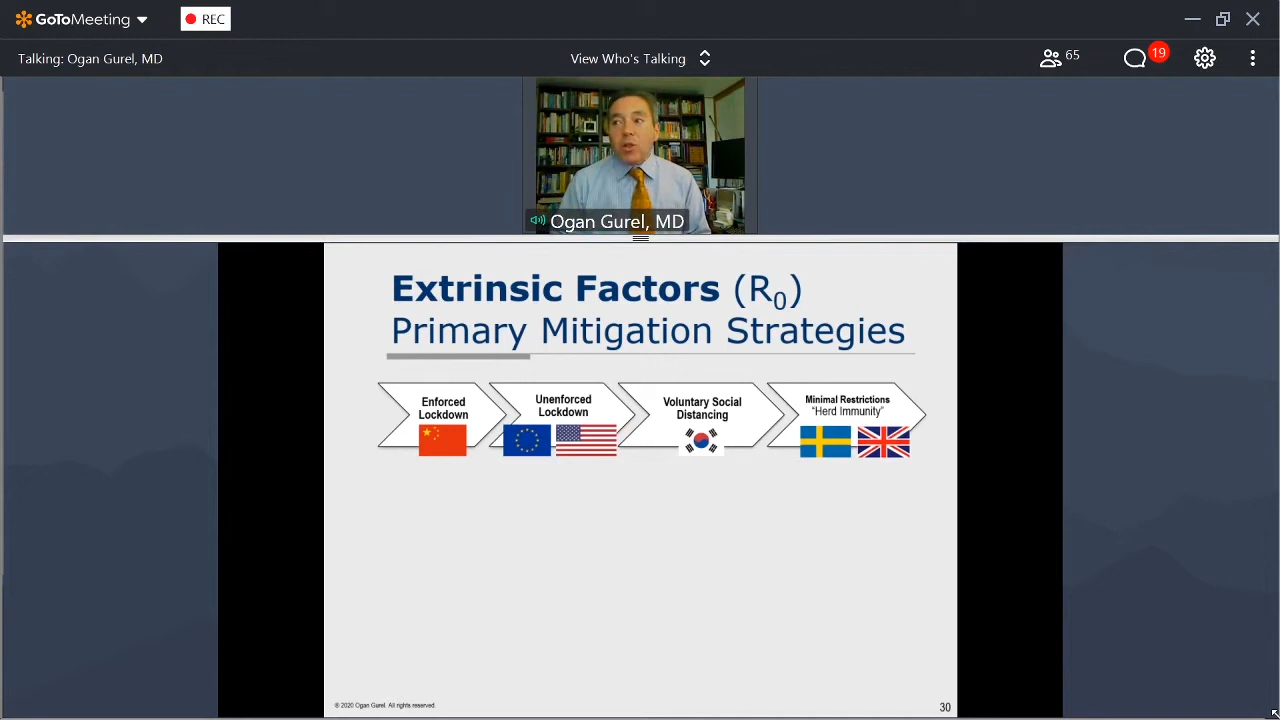 GoToMeeting
REC
Talking: Ogan Gurel, MD
View Who's Talking
65
19
Ogan Gurel, MD
Extrinsic Factors (R0)
Primary Mitigation Strategies
Enforced
Lockdown
Unenforced
Lockdown
Voluntary Social
Distancing
Minimal Restrictions
"Herd Immunity"
® 2020 Ogan Gurel. All rights reserved.
30